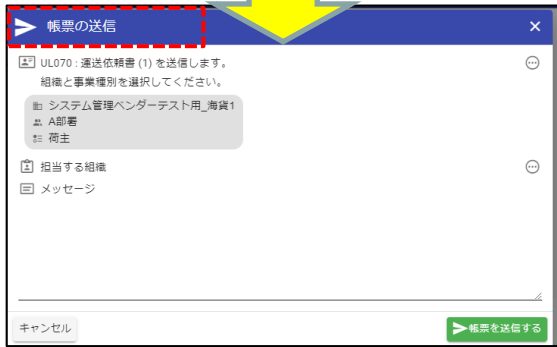 帳票の送信
UL070 : 運送依頼書 (1) を送信します。
組織と事業種別を選択してください。
システム管理ベンダーテスト用_海貨1
A部署
荷主
担当する組織
メッセージ
キャンセル
帳票を送信する